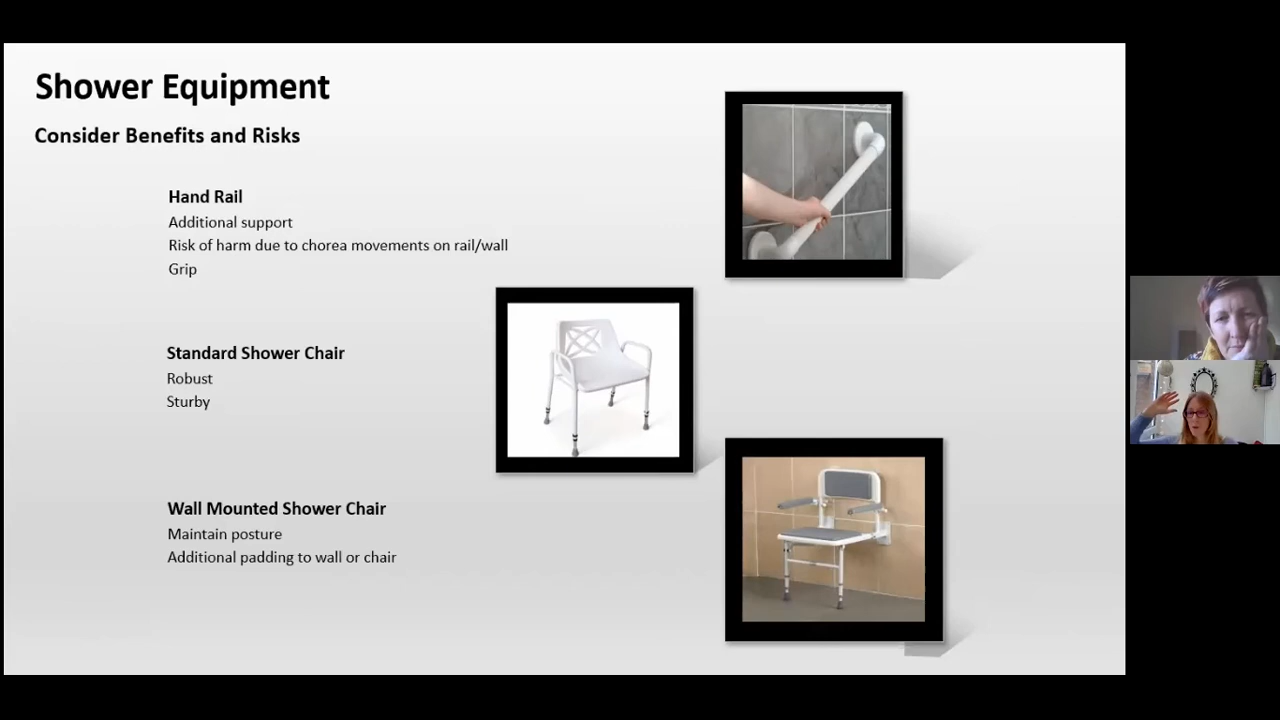 Shower Equipment
Consider Benefits and Risks
Hand Rail
Additional support
Risk of harm due to chorea movements on rail/wall
Grip
Standard Shower Chair
Robust
Sturby
Wall Mounted Shower Chair
Maintain posture
Additional padding to wall or chair